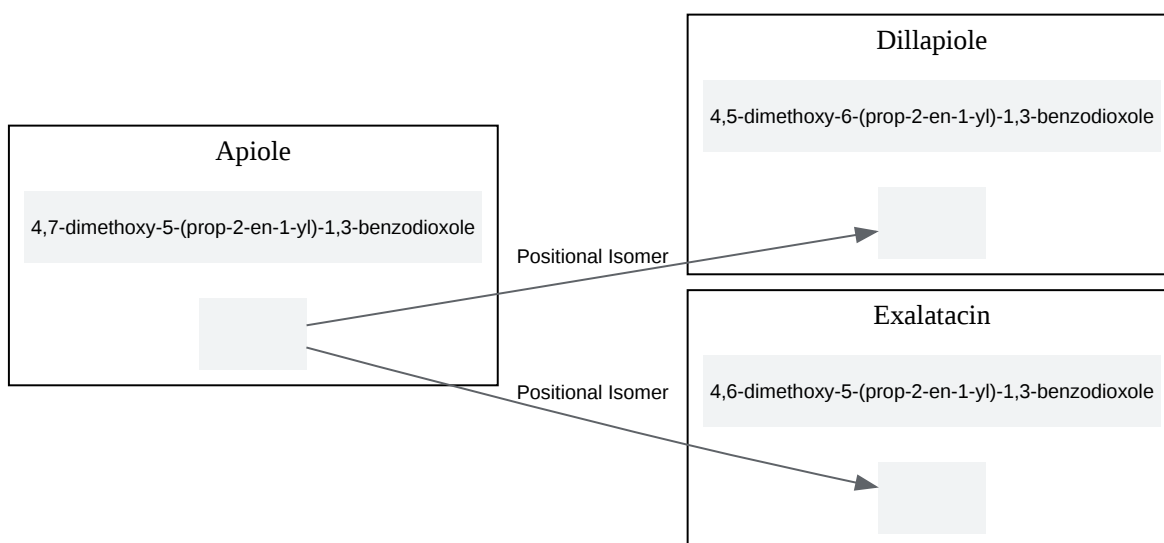 Apiole
4,7-dimethoxy-5-(prop-2-en-1-yl)-1,3-benzodioxole
Positional Isomer
Positional Isomer
Dillapiole
4,5-dimethoxy-6-(prop-2-en-1-yl)-1,3-benzodioxole
Exalatacin
4,6-dimethoxy-5-(prop-2-en-1-yl)-1,3-benzodioxole